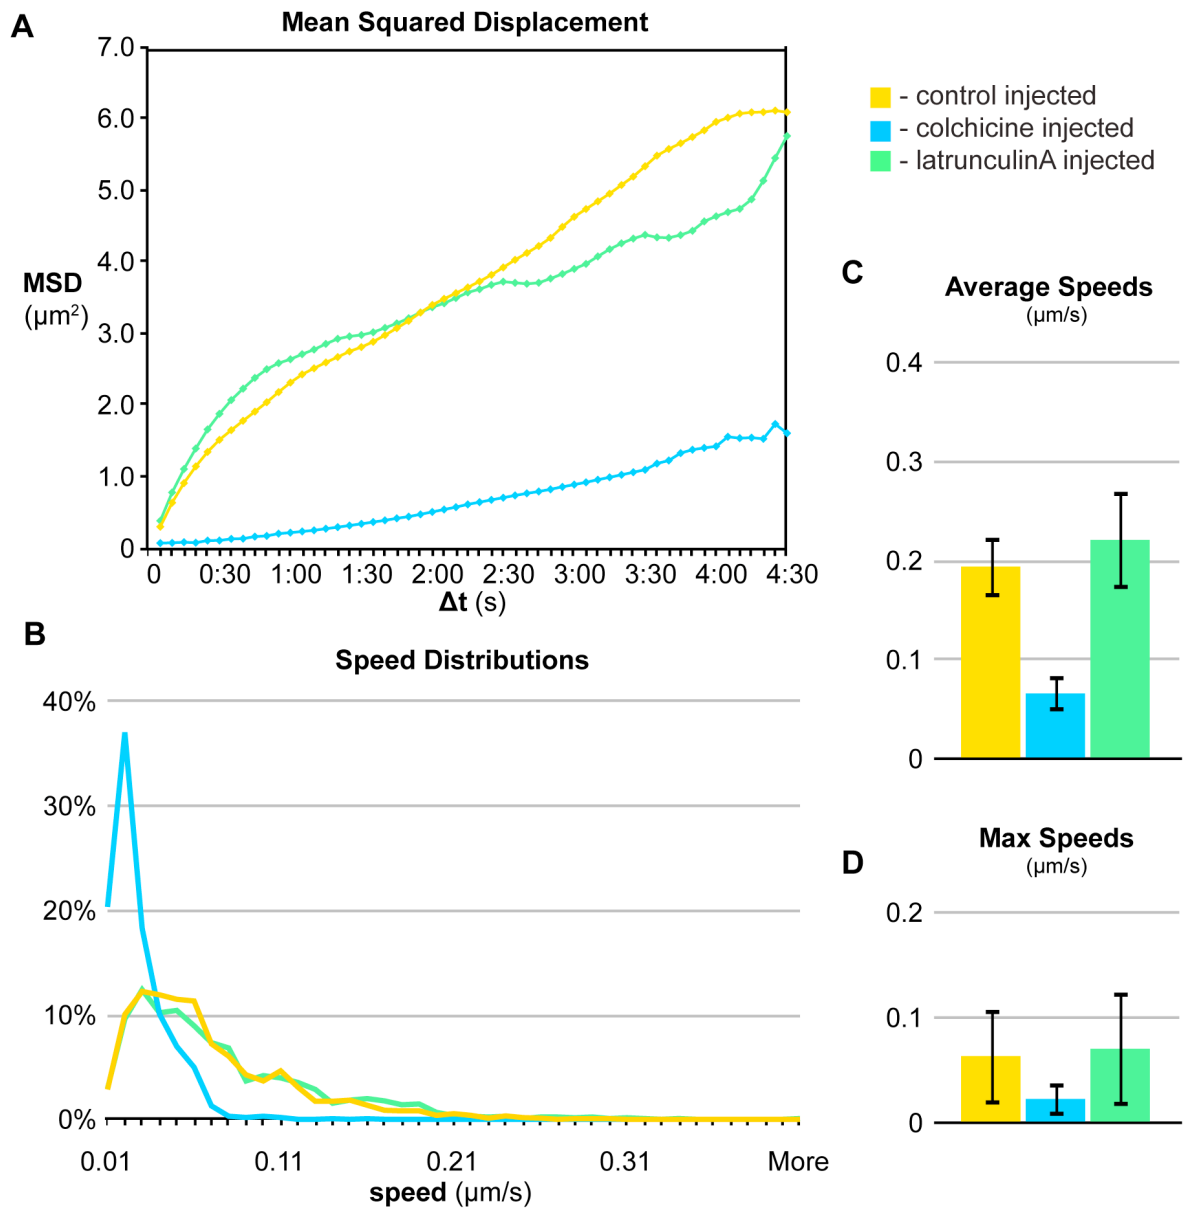 A
Mean Squared Displacement
7.0
6.0
5.0
4.0
3.0
2.0
1.0
0
MSD
(µm²)
0 0:30 1:00 1:30 2:00 2:30 3:00 3:30 4:00 4:30
Δt (s)
- control injected
- colchicine injected
- latrunculinA injected
B
Speed Distributions
40%
30%
20%
10%
0%
0.01 0.11 0.21 0.31 More
speed (µm/s)
C
Average Speeds
(µm/s)
0.4
0.3
0.2
0.1
0
D
Max Speeds
(µm/s)
0.2
0.1
0